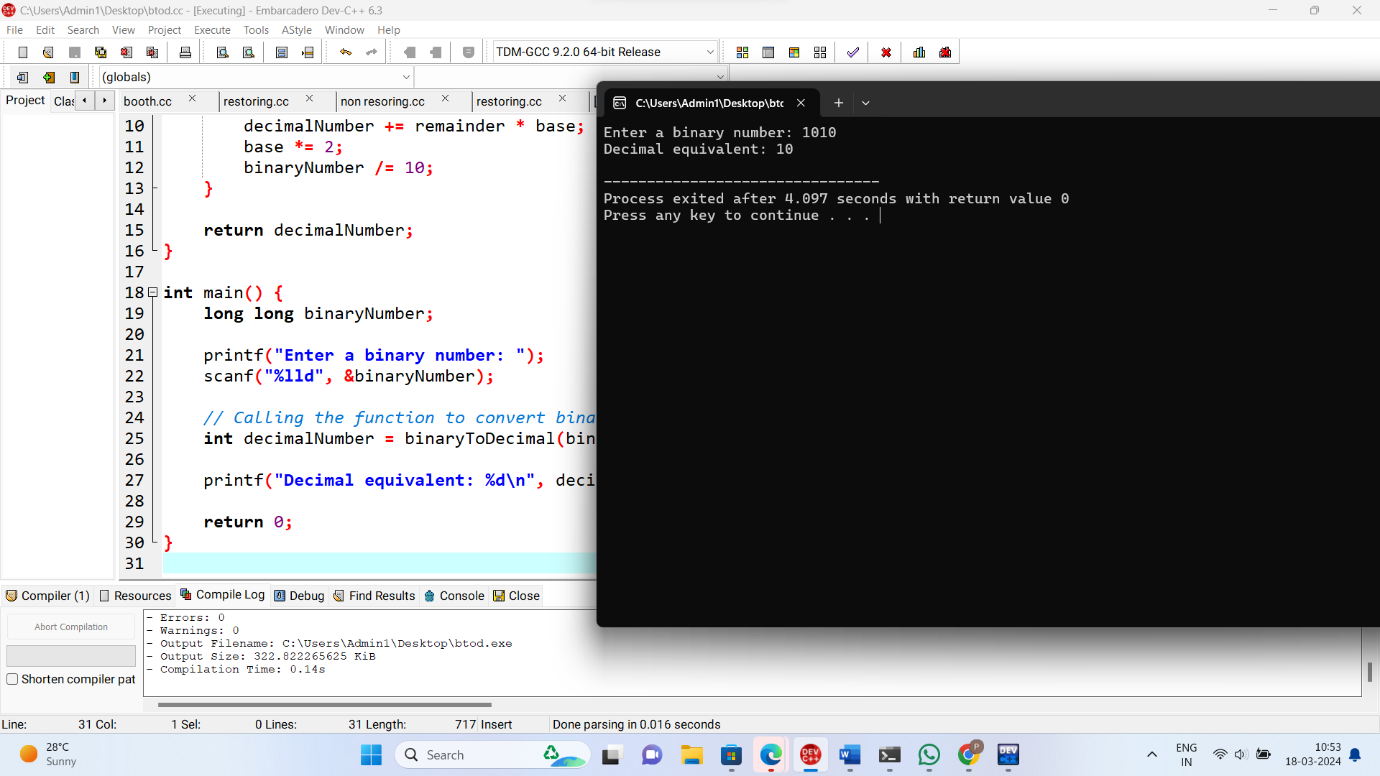 C:\Users\Admin1\Desktop\btod.cc - [Executing] - Embarcadero Dev-C++ 6.3
File Edit Search View Project Execute Tools AStyle Window Help
TDM-GCC 9.2.0 64-bit Release
(globals)
Project Clas booth.cc restoring.cc non resoring.cc restoring.cc
10 decimalNumber += remainder * base;
11 base *= 2;
12 binaryNumber /= 10;
13 }
14
15 return decimalNumber;
16 }
17
18 int main() {
19 long long binaryNumber;
20
21 printf("Enter a binary number: ");
22 scanf("%lld", &binaryNumber);
23
24 // Calling the function to convert bina
25 int decimalNumber = binaryToDecimal(bin
26
27 printf("Decimal equivalent: %d\n", deci
28
29 return 0;
30 }
31
C:\Users\Admin1\Desktop\btc
Enter a binary number: 1010
Decimal equivalent: 10
--------------------------------
Process exited after 4.097 seconds with return value 0
Press any key to continue . . .
Compiler (1) Resources Compile Log Debug Find Results Console Close
Abort Compilation
Shorten compiler pat
- Errors: 0
- Warnings: 0
- Output Filename: C:\Users\Admin1\Desktop\btod.exe
- Output Size: 322.822265625 KiB
- Compilation Time: 0.14s
Line: 31 Col: 1 Sel: 0 Lines: 31 Length: 717 Insert Done parsing in 0.016 seconds
28°C
Sunny
Search
ENG
IN
10:53
18-03-2024